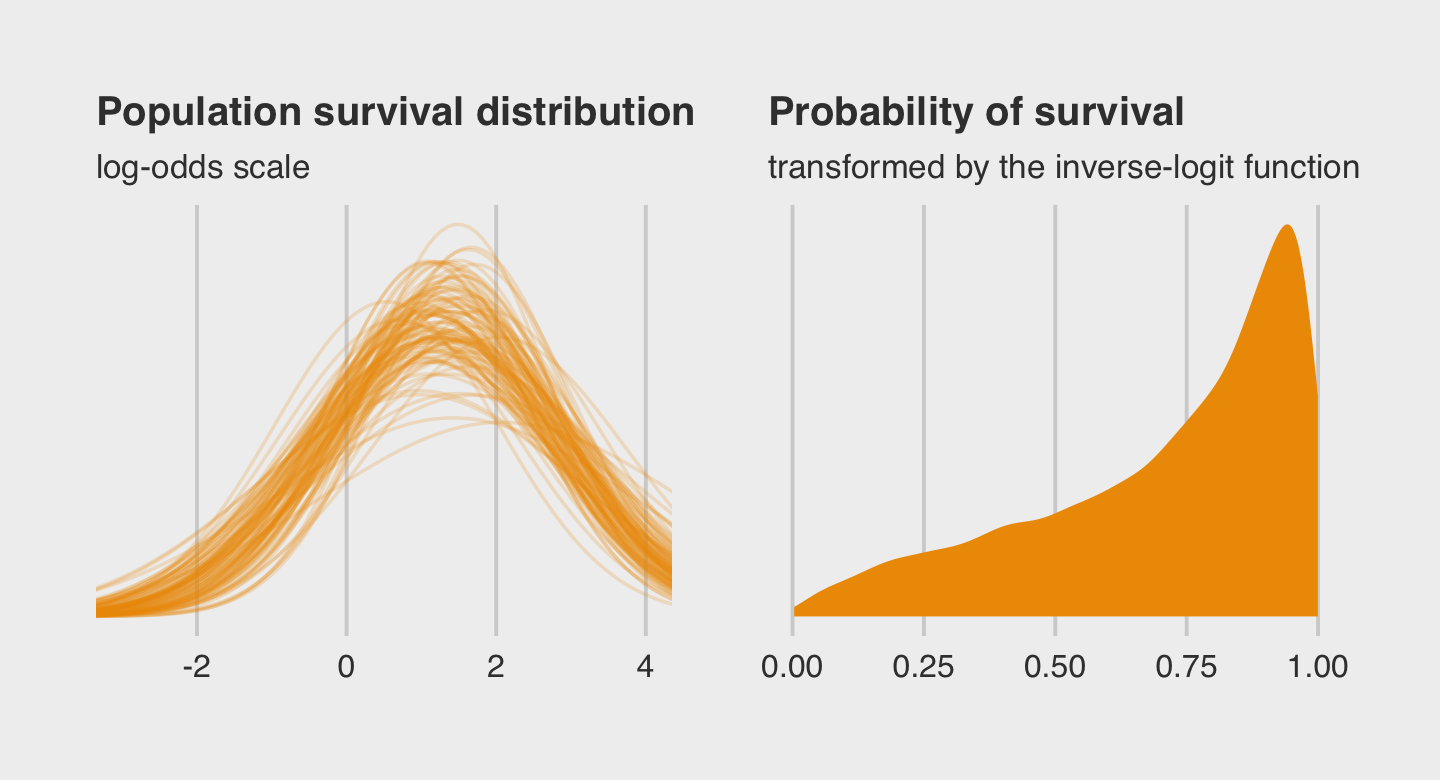 Population survival distribution
log-odds scale
-2 0 2 4
Probability of survival
transformed by the inverse-logit function
0.00 0.25 0.50 0.75 1.00